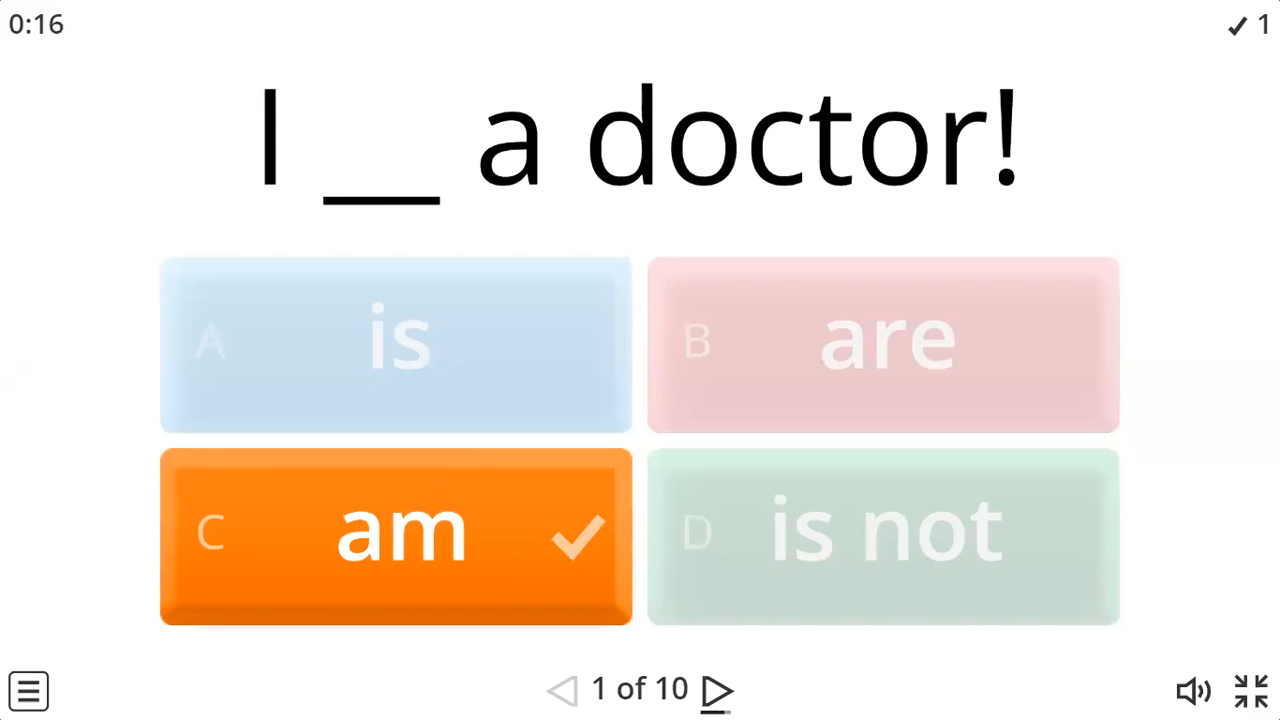 0:16
✓ 1
I __ a doctor!
A is
B are
C am ✓
D is not
1 of 10